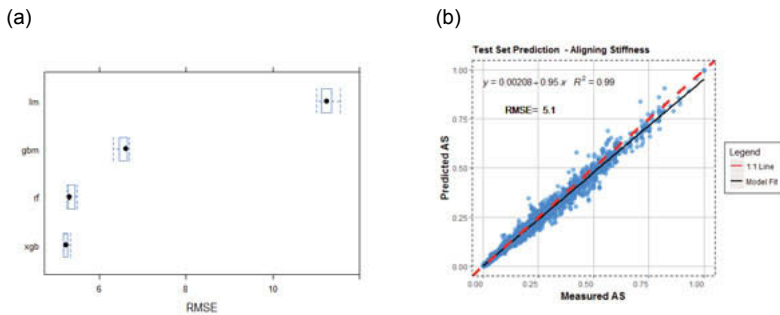 (a)
(b)
lm
gbm
rf
xgb
6
8
10
RMSE
Test Set Prediction - Aligning Stiffness
y = 0.00208 + 0.95 x R² = 0.99
RMSE= 5.1
1.00
0.75
0.50
0.25
0.00
0.00
0.25
0.50
0.75
1.00
Predicted AS
Measured AS
Legend
1:1 Line
Model Fit